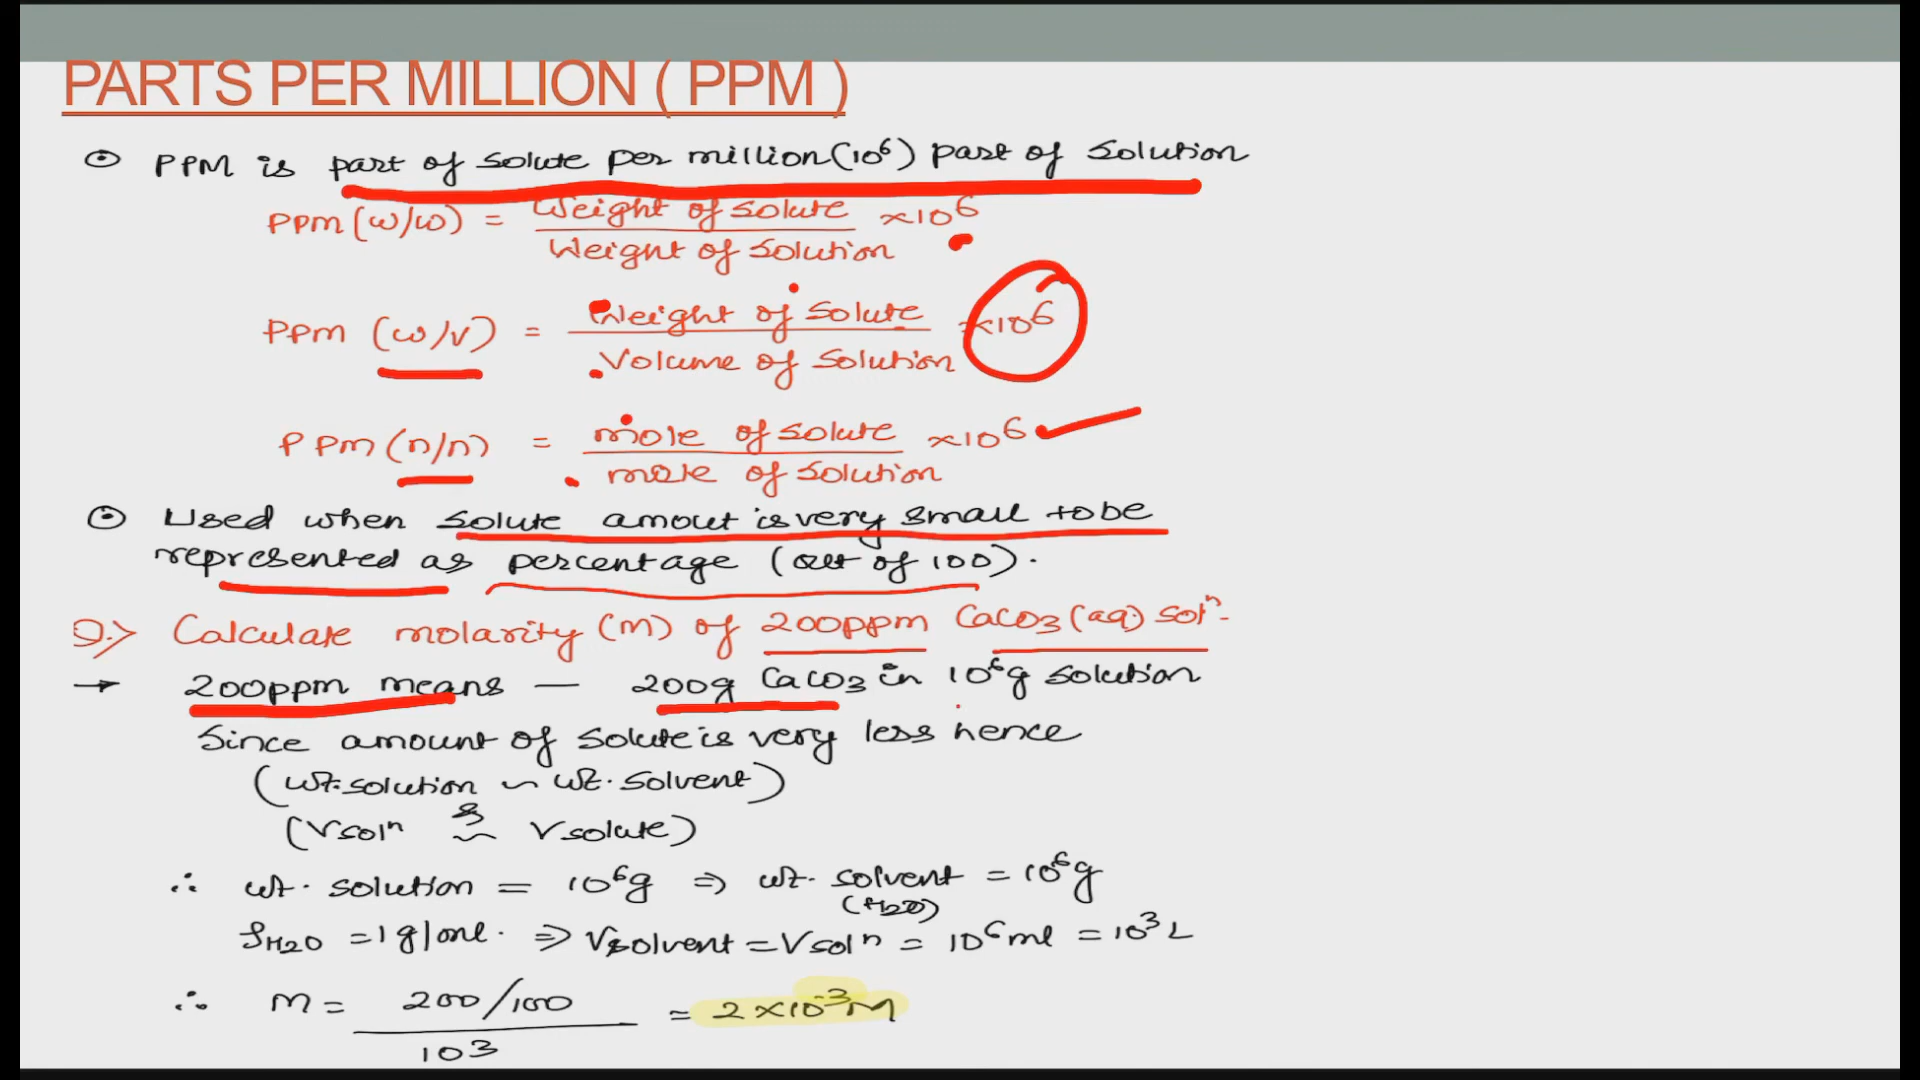 PARTS PER MILLION ( PPM )
⊙ PPM is part of solute per million(10⁶) part of solution
PPm(w/w) = Weight of solute / Weight of solution ×10⁶
PPm (w/v) = Weight of solute / Volume of solution ×10⁶
PPm(n/n) = mole of solute / mole of solution ×10⁶
⊙ Used when solute amout is very small to be
represented as percentage (out of 100).
Q.> Calculate molarity (M) of 200ppm CaCO3(aq) solⁿ.
→ 200ppm means — 200g CaCO3 in 10⁶g solution
Since amount of solute is very less hence
(wt.solution ~ wt. solvent)
&
(Vsolⁿ ≈ Vsolute)
∴ wt. solution = 10⁶g ⇒ wt. solvent = 10⁶g
(H2O)
ρH2O = 1g/ml. ⇒ Vsolvent = Vsolⁿ = 10⁶ml = 10³L
∴ M = 200/100 / 103 = 2×10⁻³M